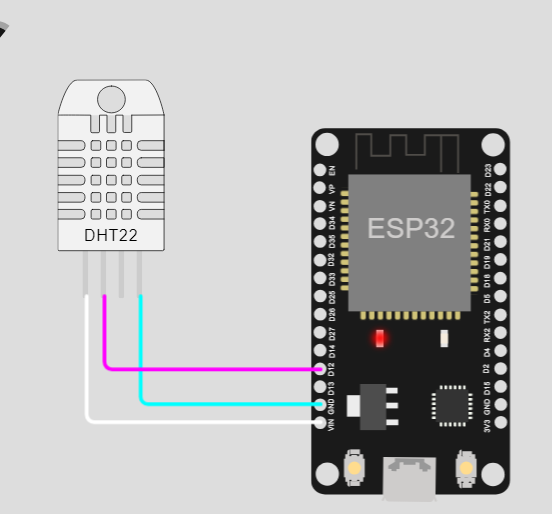 DHT22
ESP32
EN
VP
VN
D34
D35
D32
D33
D25
D26
D27
D14
D12
D13
GND
VIN
D23
D22
TX0
RX0
D21
D19
D18
D5
TX2
RX2
D4
D2
D15
GND
3V3